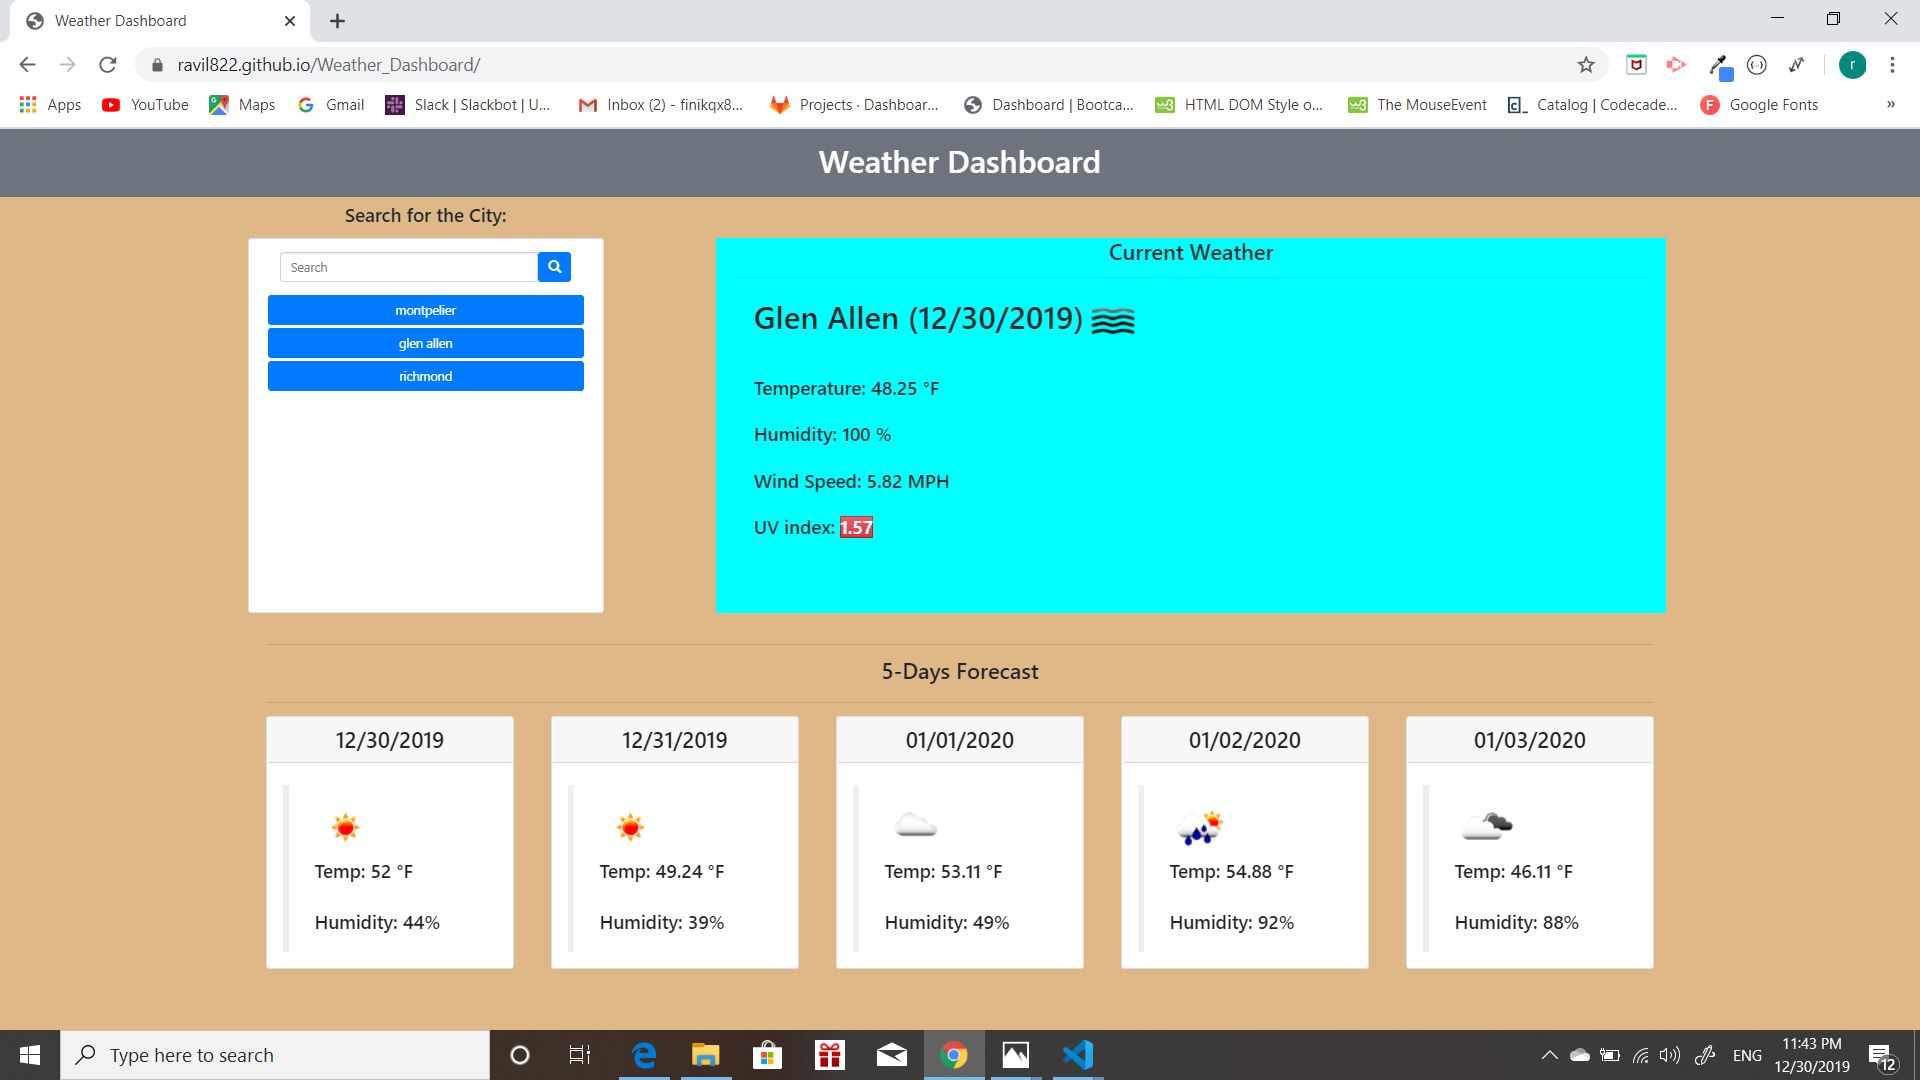 Weather Dashboard
ravil822.github.io/Weather_Dashboard/
r
Apps
YouTube
Maps
Gmail
Slack | Slackbot | U...
Inbox (2) - finikqx8...
Projects · Dashboar...
Dashboard | Bootca...
HTML DOM Style o...
The MouseEvent
Catalog | Codecade...
Google Fonts
»
Weather Dashboard
Search for the City:
Search
montpelier
glen allen
richmond
Current Weather
Glen Allen (12/30/2019)
Temperature: 48.25 °F
Humidity: 100 %
Wind Speed: 5.82 MPH
UV index: 1.57
5-Days Forecast
12/30/2019
Temp: 52 °F
Humidity: 44%
12/31/2019
Temp: 49.24 °F
Humidity: 39%
01/01/2020
Temp: 53.11 °F
Humidity: 49%
01/02/2020
Temp: 54.88 °F
Humidity: 92%
01/03/2020
Temp: 46.11 °F
Humidity: 88%
Type here to search
ENG
11:43 PM
12/30/2019
12